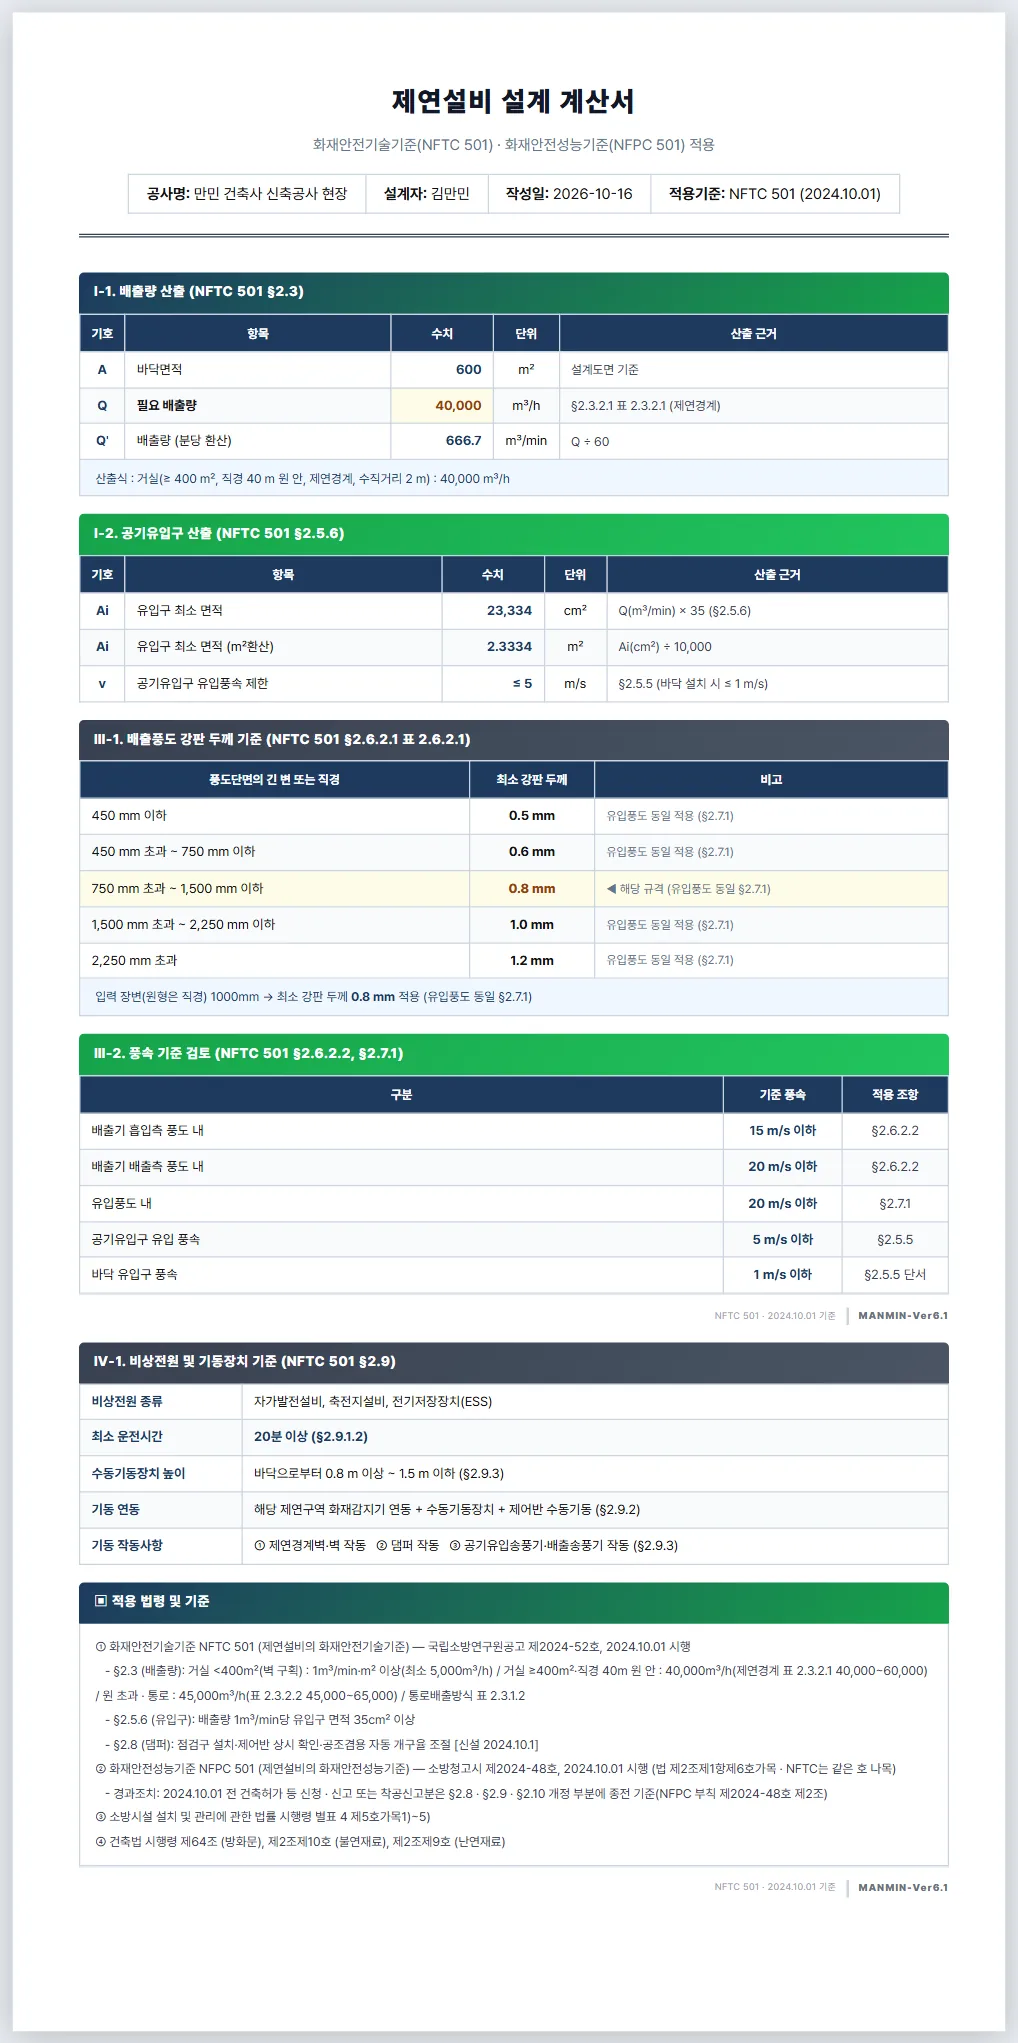 제연설비 설계 계산서
화재안전기술기준(NFTC 501) · 화재안전성능기준(NFPC 501) 적용
공사명: 만민 건축사 신축공사 현장 설계자: 김만민 작성일: 2026-10-16 적용기준: NFTC 501 (2024.10.01)
I-1. 배출량 산출 (NFTC 501 §2.3)
기호 항목 수치 단위 산출 근거
A 바닥면적 600 m² 설계도면 기준
Q 필요 배출량 40,000 m³/h §2.3.2.1 표 2.3.2.1 (제연경계)
Q' 배출량 (분당 환산) 666.7 m³/min Q ÷ 60
산출식 : 거실(≥ 400 m², 직경 40 m 원 안, 제연경계, 수직거리 2 m) : 40,000 m³/h
I-2. 공기유입구 산출 (NFTC 501 §2.5.6)
기호 항목 수치 단위 산출 근거
Ai 유입구 최소 면적 23,334 cm² Q(m³/min) × 35 (§2.5.6)
Ai 유입구 최소 면적 (m²환산) 2.3334 m² Ai(cm²) ÷ 10,000
v 공기유입구 유입풍속 제한 ≤ 5 m/s §2.5.5 (바닥 설치 시 ≤ 1 m/s)
III-1. 배출풍도 강판 두께 기준 (NFTC 501 §2.6.2.1 표 2.6.2.1)
풍도단면의 긴 변 또는 직경 최소 강판 두께 비고
450 mm 이하 0.5 mm 유입풍도 동일 적용 (§2.7.1)
450 mm 초과 ~ 750 mm 이하 0.6 mm 유입풍도 동일 적용 (§2.7.1)
750 mm 초과 ~ 1,500 mm 이하 0.8 mm ◀ 해당 규격 (유입풍도 동일 §2.7.1)
1,500 mm 초과 ~ 2,250 mm 이하 1.0 mm 유입풍도 동일 적용 (§2.7.1)
2,250 mm 초과 1.2 mm 유입풍도 동일 적용 (§2.7.1)
입력 장변(원형은 직경) 1000mm → 최소 강판 두께 0.8 mm 적용 (유입풍도 동일 §2.7.1)
III-2. 풍속 기준 검토 (NFTC 501 §2.6.2.2, §2.7.1)
구분 기준 풍속 적용 조항
배출기 흡입측 풍도 내 15 m/s 이하 §2.6.2.2
배출기 배출측 풍도 내 20 m/s 이하 §2.6.2.2
유입풍도 내 20 m/s 이하 §2.7.1
공기유입구 유입 풍속 5 m/s 이하 §2.5.5
바닥 유입구 풍속 1 m/s 이하 §2.5.5 단서
NFTC 501 · 2024.10.01 기준 MANMIN-Ver6.1
IV-1. 비상전원 및 기동장치 기준 (NFTC 501 §2.9)
비상전원 종류 자가발전설비, 축전지설비, 전기저장장치(ESS)
최소 운전시간 20분 이상 (§2.9.1.2)
수동기동장치 높이 바닥으로부터 0.8 m 이상 ~ 1.5 m 이하 (§2.9.3)
기동 연동 해당 제연구역 화재감지기 연동 + 수동기동장치 + 제어반 수동기동 (§2.9.2)
기동 작동사항 ① 제연경계벽·벽 작동 ② 댐퍼 작동 ③ 공기유입송풍기·배출송풍기 작동 (§2.9.3)
▣ 적용 법령 및 기준
① 화재안전기술기준 NFTC 501 (제연설비의 화재안전기술기준) — 국립소방연구원공고 제2024-52호, 2024.10.01 시행
- §2.3 (배출량): 거실 <400m²(벽 구획) : 1m³/min·m² 이상(최소 5,000m³/h) / 거실 ≥400m²·직경 40m 원 안 : 40,000m³/h(제연경계 표 2.3.2.1 40,000~60,000)
/ 원 초과 · 통로 : 45,000m³/h(표 2.3.2.2 45,000~65,000) / 통로배출방식 표 2.3.1.2
- §2.5.6 (유입구): 배출량 1m³/min당 유입구 면적 35cm² 이상
- §2.8 (댐퍼): 점검구 설치·제어반 상시 확인·공조겸용 자동 개구율 조절 [신설 2024.10.1]
② 화재안전성능기준 NFPC 501 (제연설비의 화재안전성능기준) — 소방청고시 제2024-48호, 2024.10.01 시행 (법 제2조제1항제6호가목 · NFTC는 같은 호 나목)
- 경과조치: 2024.10.01 전 건축허가 등 신청 · 신고 또는 착공신고분은 §2.8 · §2.9 · §2.10 개정 부분에 종전 기준(NFPC 부칙 제2024-48호 제2조)
③ 소방시설 설치 및 관리에 관한 법률 시행령 별표 4 제5호가목1)~5)
④ 건축법 시행령 제64조 (방화문), 제2조제10호 (불연재료), 제2조제9호 (난연재료)
NFTC 501 · 2024.10.01 기준 MANMIN-Ver6.1